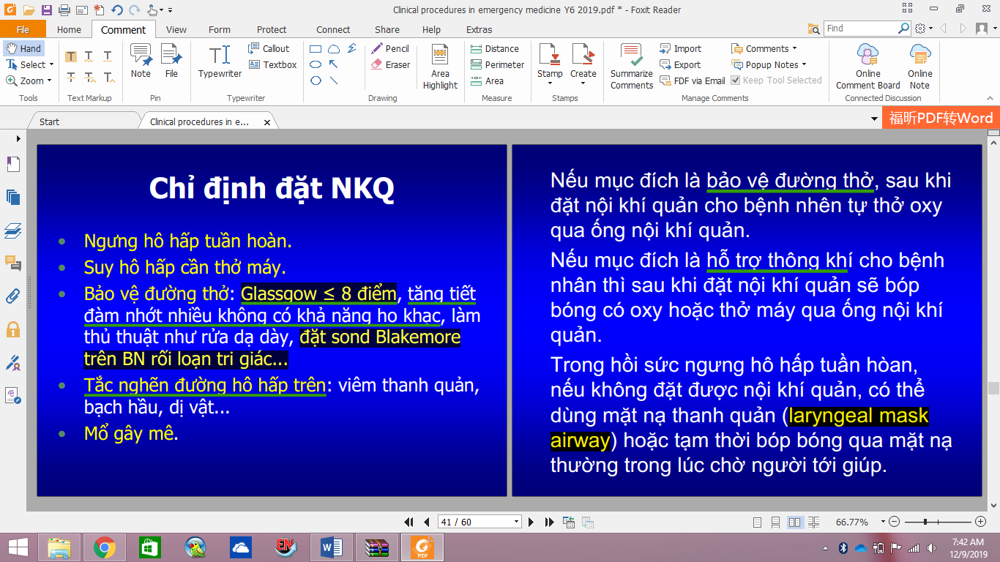 Clinical procedures in emergency medicine Y6 2019.pdf * - Foxit Reader
File Home Comment View Form Protect Connect Share Help Extras
Find
Hand
Select
Zoom
Tools
T T T
T T T
Text Markup
Note
File
Pin
Typewriter
Callout
Textbox
Typewriter
Pencil
Eraser
Drawing
Area
Highlight
Distance
Perimeter
Area
Measure
Stamp
Create
Stamps
Summarize
Comments
Import
Export
FDF via Email
Comments
Popup Notes
Keep Tool Selected
Manage Comments
Online
Comment Board
Online
Note
Connected Discussion
Start
Clinical procedures in e...
福昕PDF转Word
Chỉ định đặt NKQ
Ngưng hô hấp tuần hoàn.
Suy hô hấp cần thở máy.
Bảo vệ đường thở: Glassgow ≤ 8 điểm, tăng tiết
đàm nhớt nhiều không có khả năng ho khạc, làm
thủ thuật như rửa dạ dày, đặt sond Blakemore
trên BN rối loạn tri giác...
Tắc nghẽn đường hô hấp trên: viêm thanh quản,
bạch hầu, dị vật...
Mổ gây mê.
Nếu mục đích là bảo vệ đường thở, sau khi
đặt nội khí quản cho bệnh nhên tự thở oxy
qua ống nội khí quản.
Nếu mục đích là hỗ trợ thông khí cho bệnh
nhân thì sau khi đặt nội khí quản sẽ bóp
bóng có oxy hoặc thở máy qua ống nội khí
quản.
Trong hồi sức ngưng hô hấp tuần hòan,
nếu không đặt được nội khí quản, có thể
dùng mặt nạ thanh quản (laryngeal mask
airway) hoặc tạm thời bóp bóng qua mặt nạ
thường trong lúc chờ người tới giúp.
41 / 60
66.77%
EN
PDF
7:42 AM
12/9/2019